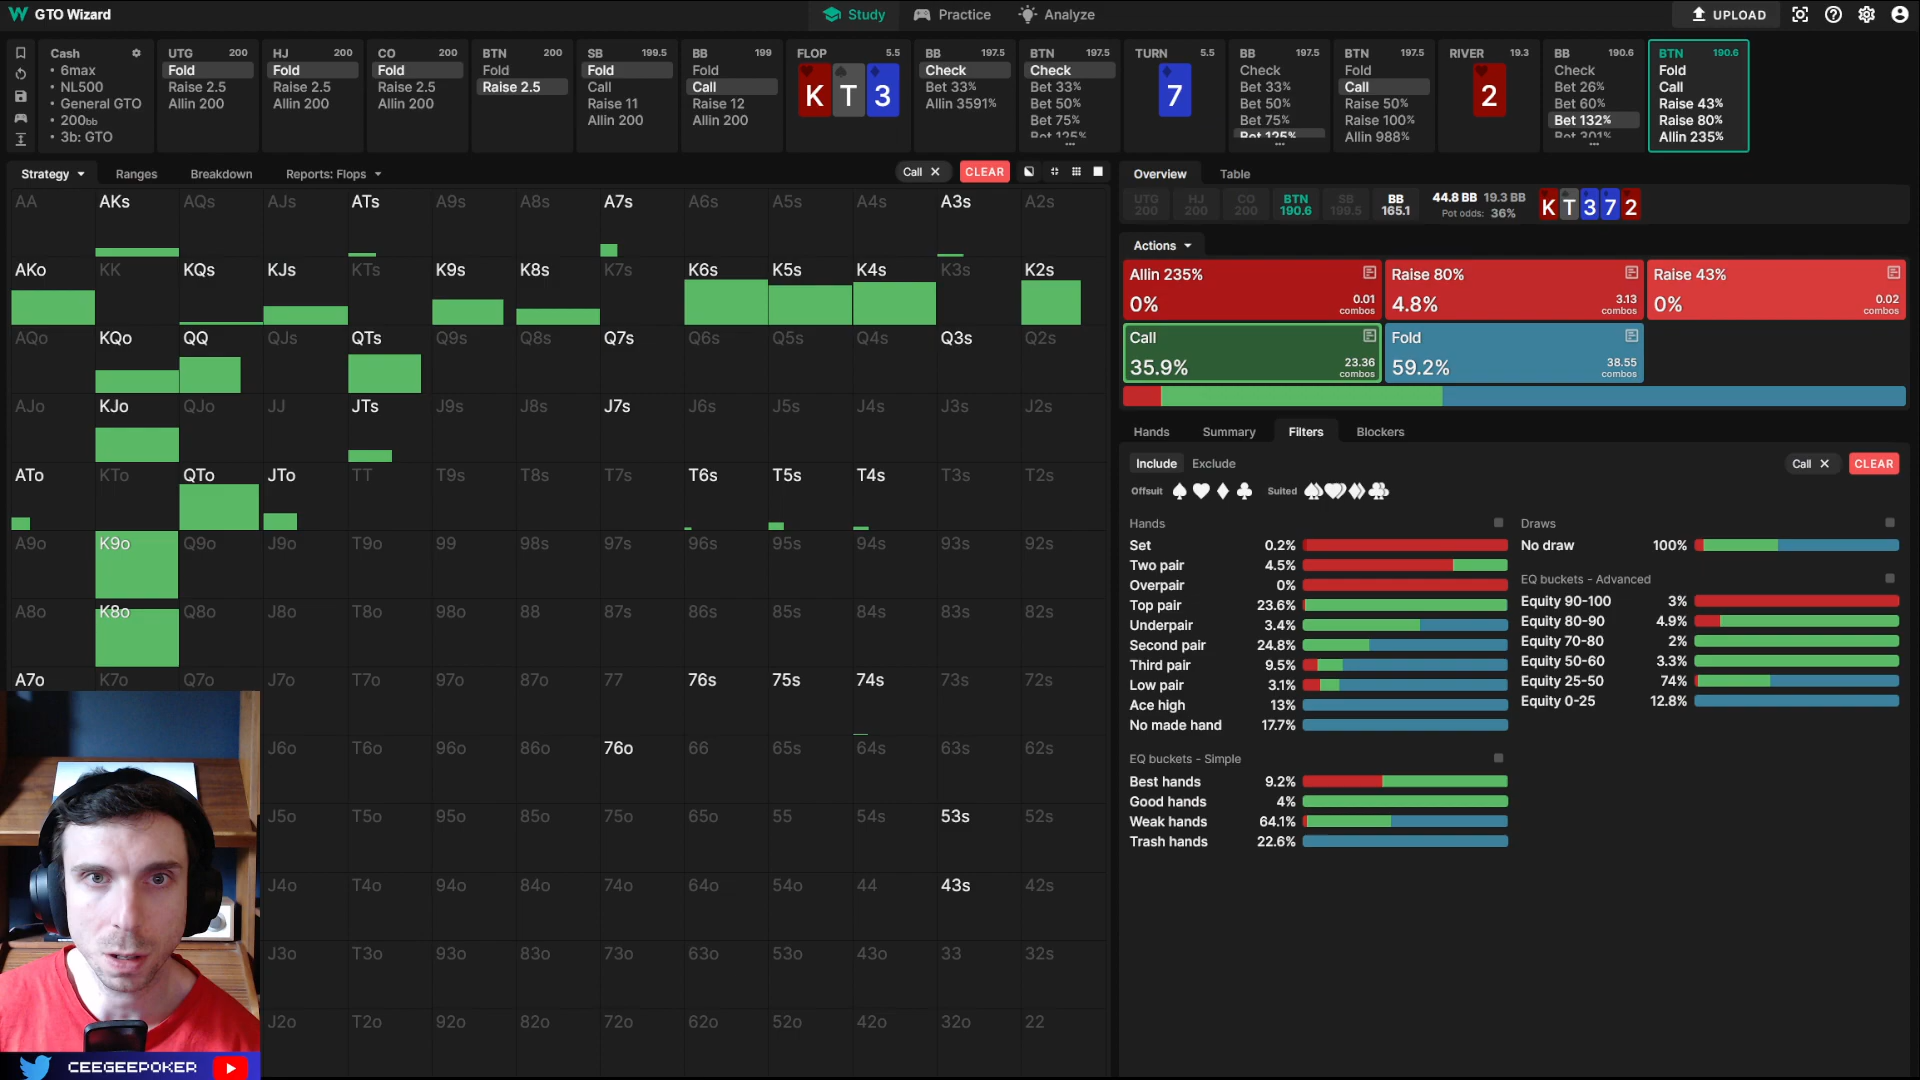 GTO Wizard
Study
Practice
Analyze
UPLOAD
Cash
• 6max
• NL500
• General GTO
• 200bb
• 3b: GTO
UTG 200
Fold
Raise 2.5
Allin 200
HJ 200
Fold
Raise 2.5
Allin 200
CO 200
Fold
Raise 2.5
Allin 200
BTN 200
Fold
Raise 2.5
SB 199.5
Fold
Call
Raise 11
Allin 200
BB 199
Fold
Call
Raise 12
Allin 200
FLOP 5.5
K T 3
BB 197.5
Check
Bet 33%
Allin 3591%
BTN 197.5
Check
Bet 33%
Bet 50%
Bet 75%
Bet 125%
TURN 5.5
7
BB 197.5
Check
Bet 33%
Bet 50%
Bet 75%
Bet 125%
BTN 197.5
Fold
Call
Raise 50%
Raise 100%
Allin 988%
RIVER 19.3
2
BB 190.6
Check
Bet 26%
Bet 60%
Bet 132%
Bet 301%
BTN 190.6
Fold
Call
Raise 43%
Raise 80%
Allin 235%
Strategy Ranges Breakdown Reports: Flops
Call × CLEAR
AA AKs AQs AJs ATs A9s A8s A7s A6s A5s A4s A3s A2s
AKo KK KQs KJs KTs K9s K8s K7s K6s K5s K4s K3s K2s
AQo KQo QQ QJs QTs Q9s Q8s Q7s Q6s Q5s Q4s Q3s Q2s
AJo KJo QJo JJ JTs J9s J8s J7s J6s J5s J4s J3s J2s
ATo KTo QTo JTo TT T9s T8s T7s T6s T5s T4s T3s T2s
A9o K9o Q9o J9o T9o 99 98s 97s 96s 95s 94s 93s 92s
A8o K8o Q8o J8o T8o 98o 88 87s 86s 85s 84s 83s 82s
A7o K7o Q7o J7o T7o 97o 87o 77 76s 75s 74s 73s 72s
J6o T6o 96o 86o 76o 66 65s 64s 63s 62s
J5o T5o 95o 85o 75o 65o 55 54s 53s 52s
J4o T4o 94o 84o 74o 64o 54o 44 43s 42s
J3o T3o 93o 83o 73o 63o 53o 43o 33 32s
J2o T2o 92o 82o 72o 62o 52o 42o 32o 22
CEEGEEPOKER
Overview Table
UTG 200
HJ 200
CO 200
BTN 190.6
SB 199.5
BB 165.1
44.8 BB 19.3 BB
Pot odds: 36%
K T 3 7 2
Actions
Allin 235%
0% 0.01 combos
Raise 80%
4.8% 3.13 combos
Raise 43%
0% 0.02 combos
Call
35.9% 23.36 combos
Fold
59.2% 38.55 combos
Hands Summary Filters Blockers
Include Exclude
Call × CLEAR
Offsuit
Suited
Hands
Set 0.2%
Two pair 4.5%
Overpair 0%
Top pair 23.6%
Underpair 3.4%
Second pair 24.8%
Third pair 9.5%
Low pair 3.1%
Ace high 13%
No made hand 17.7%
EQ buckets - Simple
Best hands 9.2%
Good hands 4%
Weak hands 64.1%
Trash hands 22.6%
Draws
No draw 100%
EQ buckets - Advanced
Equity 90-100 3%
Equity 80-90 4.9%
Equity 70-80 2%
Equity 50-60 3.3%
Equity 25-50 74%
Equity 0-25 12.8%